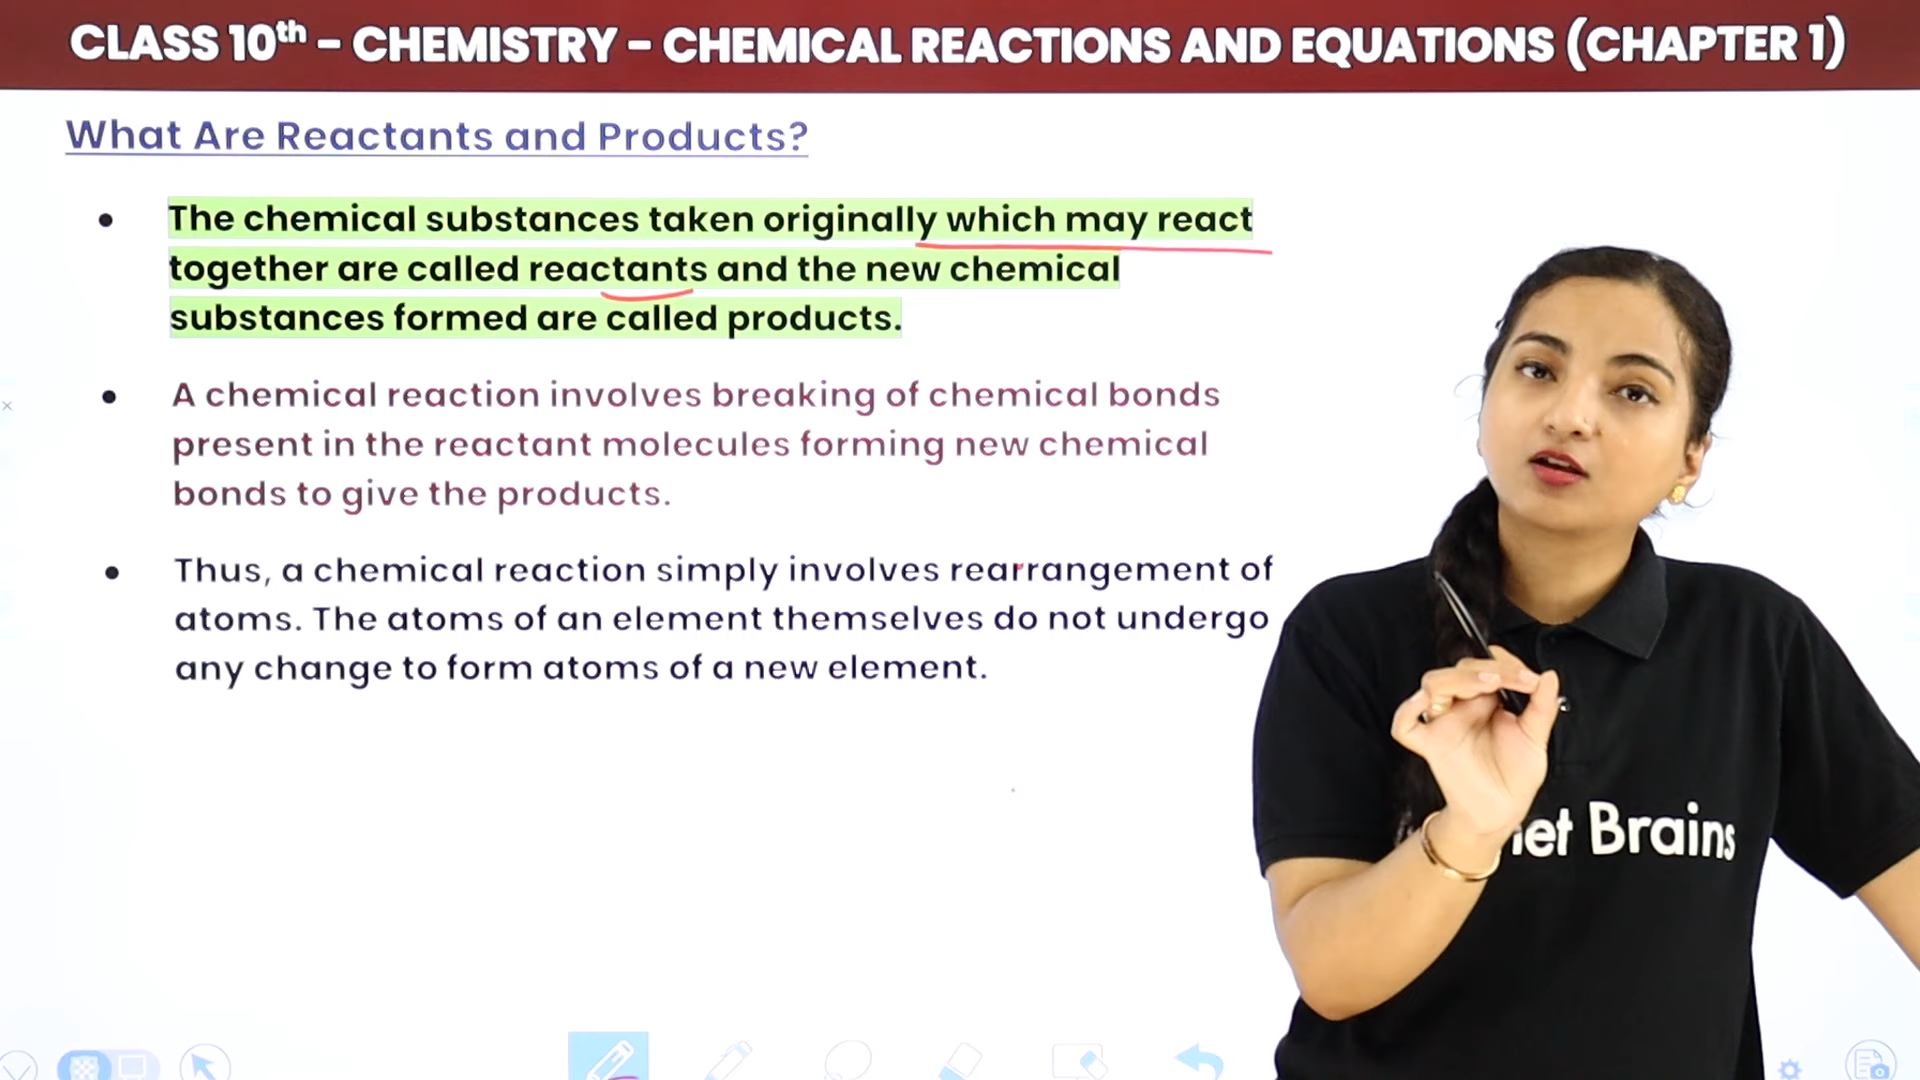 CLASS 10th - CHEMISTRY - CHEMICAL REACTIONS AND EQUATIONS (CHAPTER 1)
What Are Reactants and Products?
• The chemical substances taken originally which may react
together are called reactants and the new chemical
substances formed are called products.
• A chemical reaction involves breaking of chemical bonds
present in the reactant molecules forming new chemical
bonds to give the products.
• Thus, a chemical reaction simply involves rearrangement of
atoms. The atoms of an element themselves do not undergo
any change to form atoms of a new element.
Brains